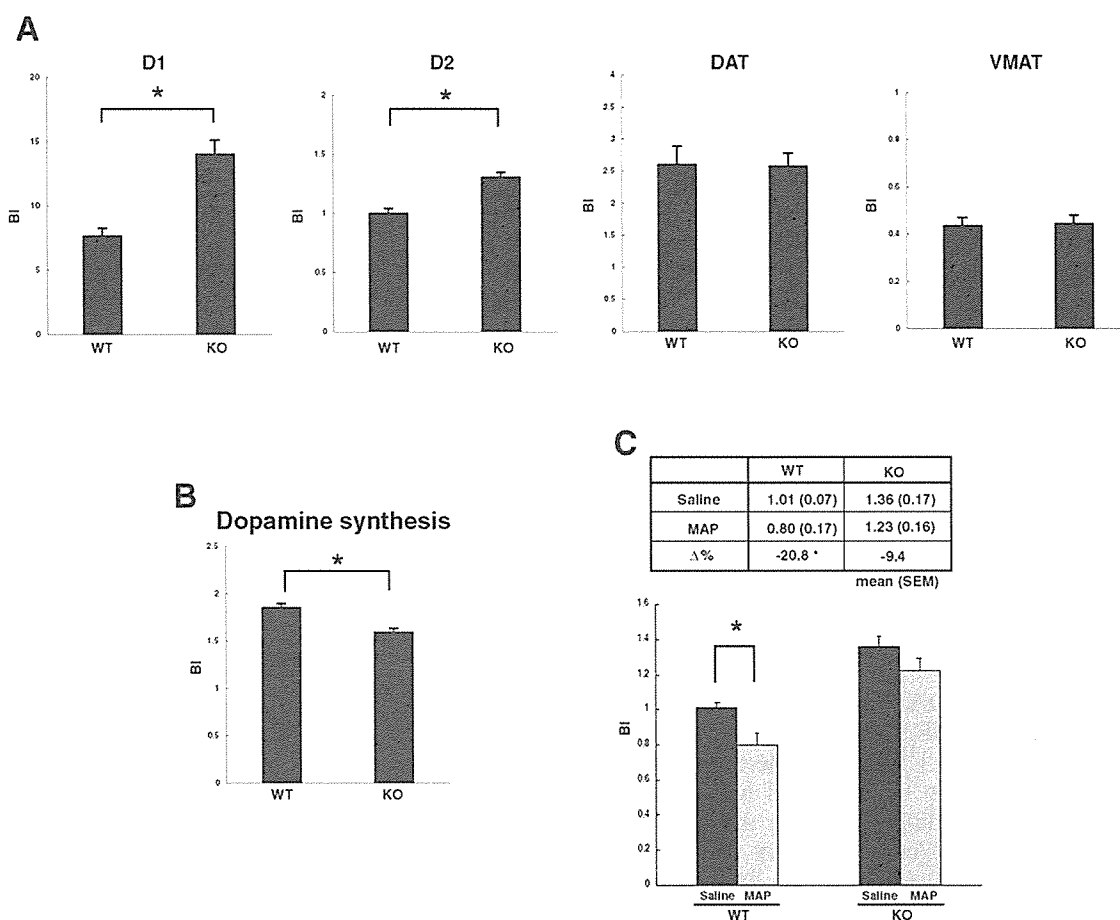 A
D1
20
15
10
5
0
BI
*
WT KO
D2
2
1.5
1
0.5
0
BI
*
WT KO
DAT
4
3.5
3
2.5
2
1.5
1
0.5
0
BI
WT KO
VMAT
1
0.8
0.6
0.4
0.2
0
BI
WT KO
B
Dopamine synthesis
2.5
2
1.5
1
0.5
0
BI
*
WT KO
C
WT KO
Saline 1.01 (0.07) 1.36 (0.17)
MAP 0.80 (0.17) 1.23 (0.16)
Δ% -20.8 * -9.4
mean (SEM)
1.6
1.4
1.2
1
0.8
0.6
0.4
0.2
0
BI
*
Saline MAP Saline MAP
WT KO